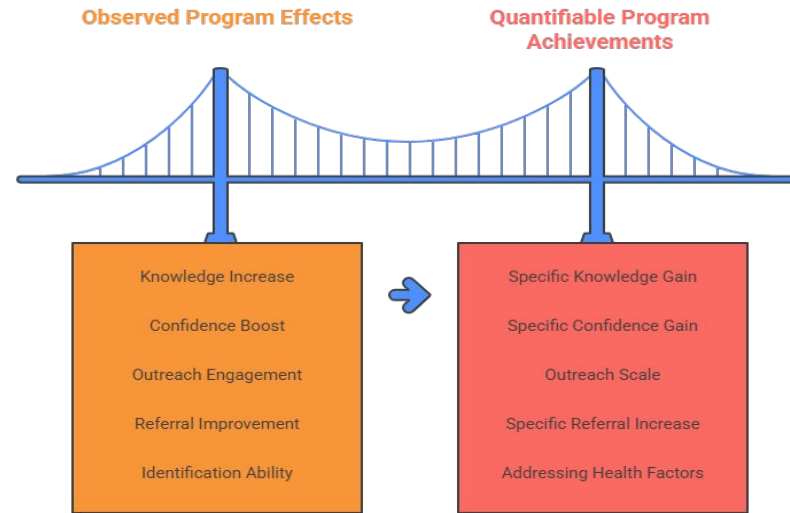 Observed Program Effects
Quantifiable Program
Achievements
Knowledge Increase
Confidence Boost
Outreach Engagement
Referral Improvement
Identification Ability
Specific Knowledge Gain
Specific Confidence Gain
Outreach Scale
Specific Referral Increase
Addressing Health Factors